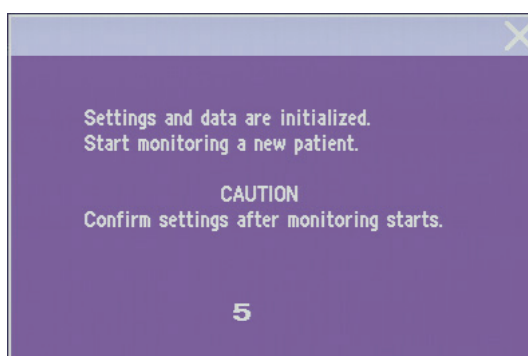 Settings and data are initialized.
Start monitoring a new patient.
CAUTION
Confirm settings after monitoring starts.
5